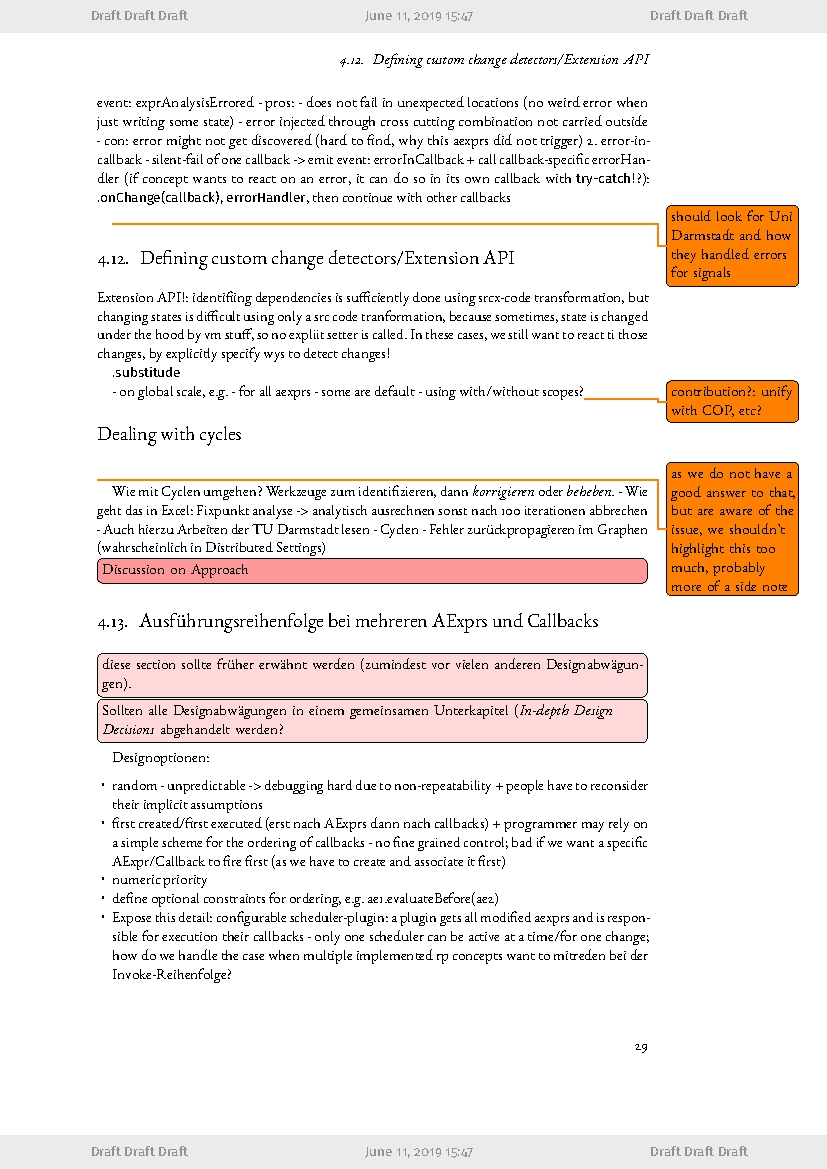 Draft Draft Draft June 11, 2019 15:47 Draft Draft Draft
4.12. Defining custom change detectors/Extension API
event: exprAnalysisErrored - pros: - does not fail in unexpected locations (no weird error when
just writing some state) - error injected through cross cutting combination not carried outside
- con: error might not get discovered (hard to find, why this aexprs did not trigger) 2. error-in-
callback - silent-fail of one callback -> emit event: errorInCallback + call callback-specific errorHan-
dler (if concept wants to react on an error, it can do so in its own callback with try-catch!?):
.onChange(callback), errorHandler, then continue with other callbacks
should look for Uni
Darmstadt and how
they handled errors
for signals
4.12. Defining custom change detectors/Extension API
Extension API!: identifiing dependencies is sufficiently done using srcx-code transformation, but
changing states is difficult using only a src code tranformation, because sometimes, state is changed
under the hood by vm stuff, so no expliit setter is called. In these cases, we still want to react ti those
changes, by explicitly specify wys to detect changes!
.substitude
- on global scale, e.g. - for all aexprs - some are default - using with/without scopes?
contribution?: unify
with COP, etc?
Dealing with cycles
as we do not have a
good answer to that,
but are aware of the
issue, we shouldn't
highlight this too
much, probably
more of a side note
Wie mit Cyclen umgehen? Werkzeuge zum identifizieren, dann korrigieren oder beheben. - Wie
geht das in Excel: Fixpunkt analyse -> analytisch ausrechnen sonst nach 100 iterationen abbrechen
- Auch hierzu Arbeiten der TU Darmstadt lesen - Cyclen - Fehler zurückpropagieren im Graphen
(wahrscheinlich in Distributed Settings)
Discussion on Approach
4.13. Ausführungsreihenfolge bei mehreren AExprs und Callbacks
diese section sollte früher erwähnt werden (zumindest vor vielen anderen Designabwägun-
gen).
Sollten alle Designabwägungen in einem gemeinsamen Unterkapitel (In-depth Design
Decisions abgehandelt werden?
Designoptionen:
• random - unpredictable -> debugging hard due to non-repeatability + people have to reconsider
their implicit assumptions
• first created/first executed (erst nach AExprs dann nach callbacks) + programmer may rely on
a simple scheme for the ordering of callbacks - no fine grained control; bad if we want a specific
AExpr/Callback to fire first (as we have to create and associate it first)
• numeric priority
• define optional constraints for ordering, e.g. ae1.evaluateBefore(ae2)
• Expose this detail: configurable scheduler-plugin: a plugin gets all modified aexprs and is respon-
sible for execution their callbacks - only one scheduler can be active at a time/for one change;
how do we handle the case when multiple implemented rp concepts want to mitreden bei der
Invoke-Reihenfolge?
29
Draft Draft Draft June 11, 2019 15:47 Draft Draft Draft